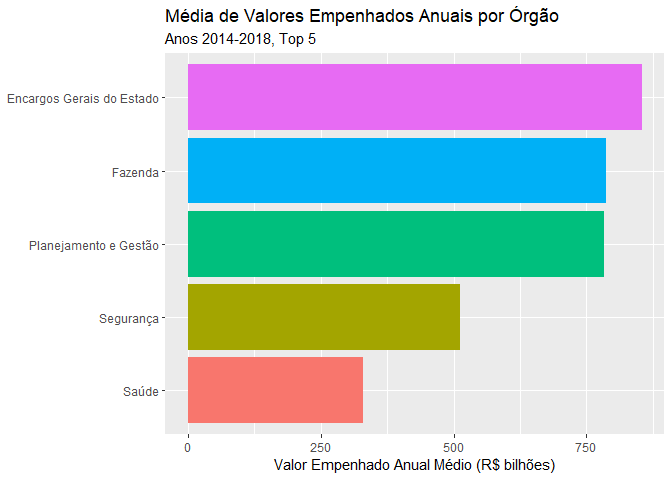 Média de Valores Empenhados Anuais por Órgão
Anos 2014-2018, Top 5
Encargos Gerais do Estado
Fazenda
Planejamento e Gestão
Segurança
Saúde
0 250 500 750
Valor Empenhado Anual Médio (R$ bilhões)